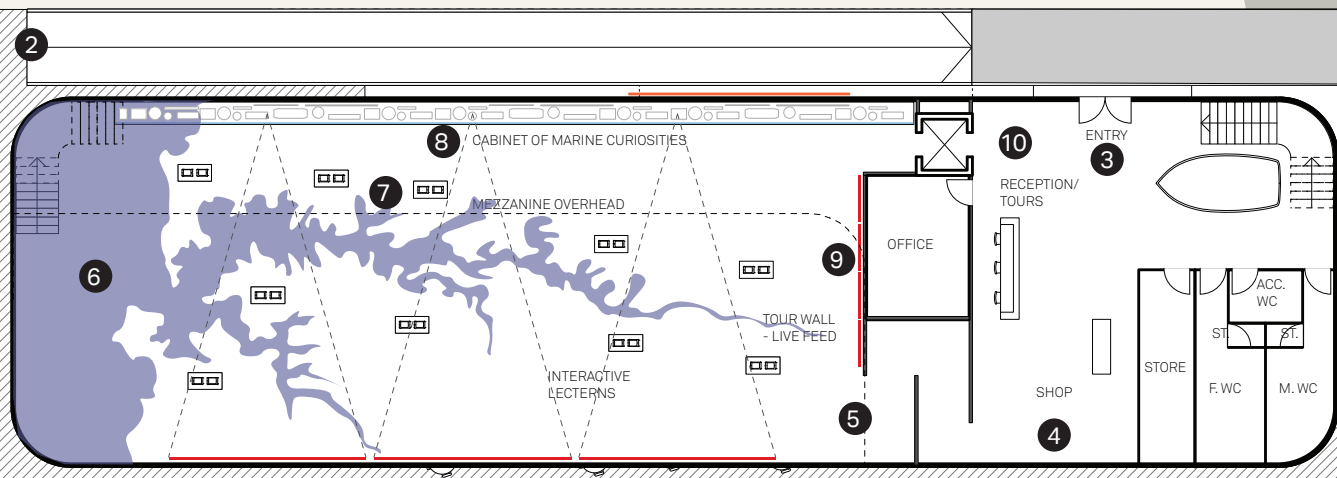 2
8
CABINET OF MARINE CURIOSITIES
7
MEZZANINE OVERHEAD
6
9
OFFICE
TOUR WALL
- LIVE FEED
INTERACTIVE
LECTERNS
5
10
ENTRY
3
RECEPTION/
TOURS
SHOP
4
STORE
ACC.
WC
ST.
ST.
F. WC
M. WC